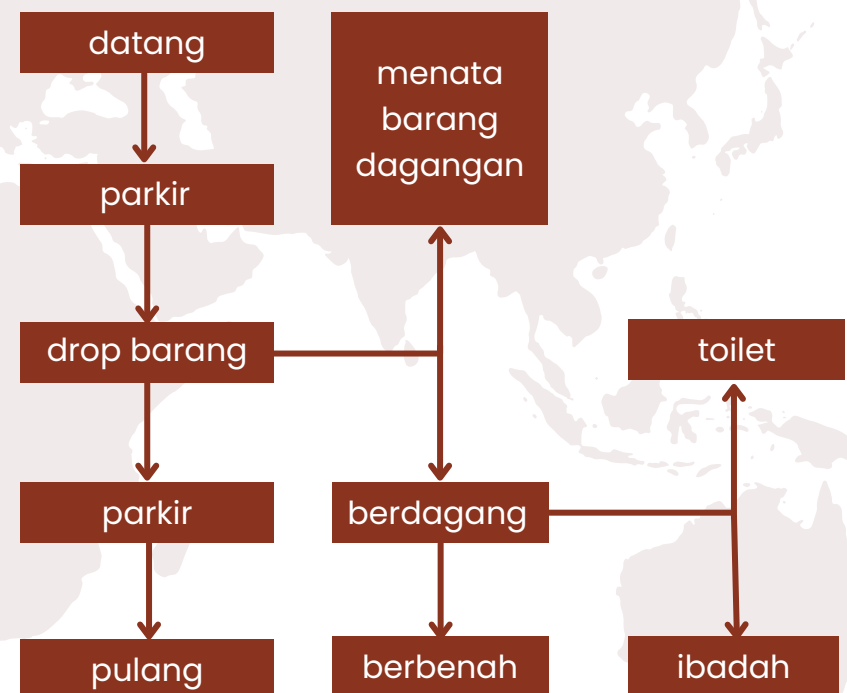 datang
parkir
drop barang
parkir
pulang
menata
barang
dagangan
berdagang
berbenah
toilet
ibadah